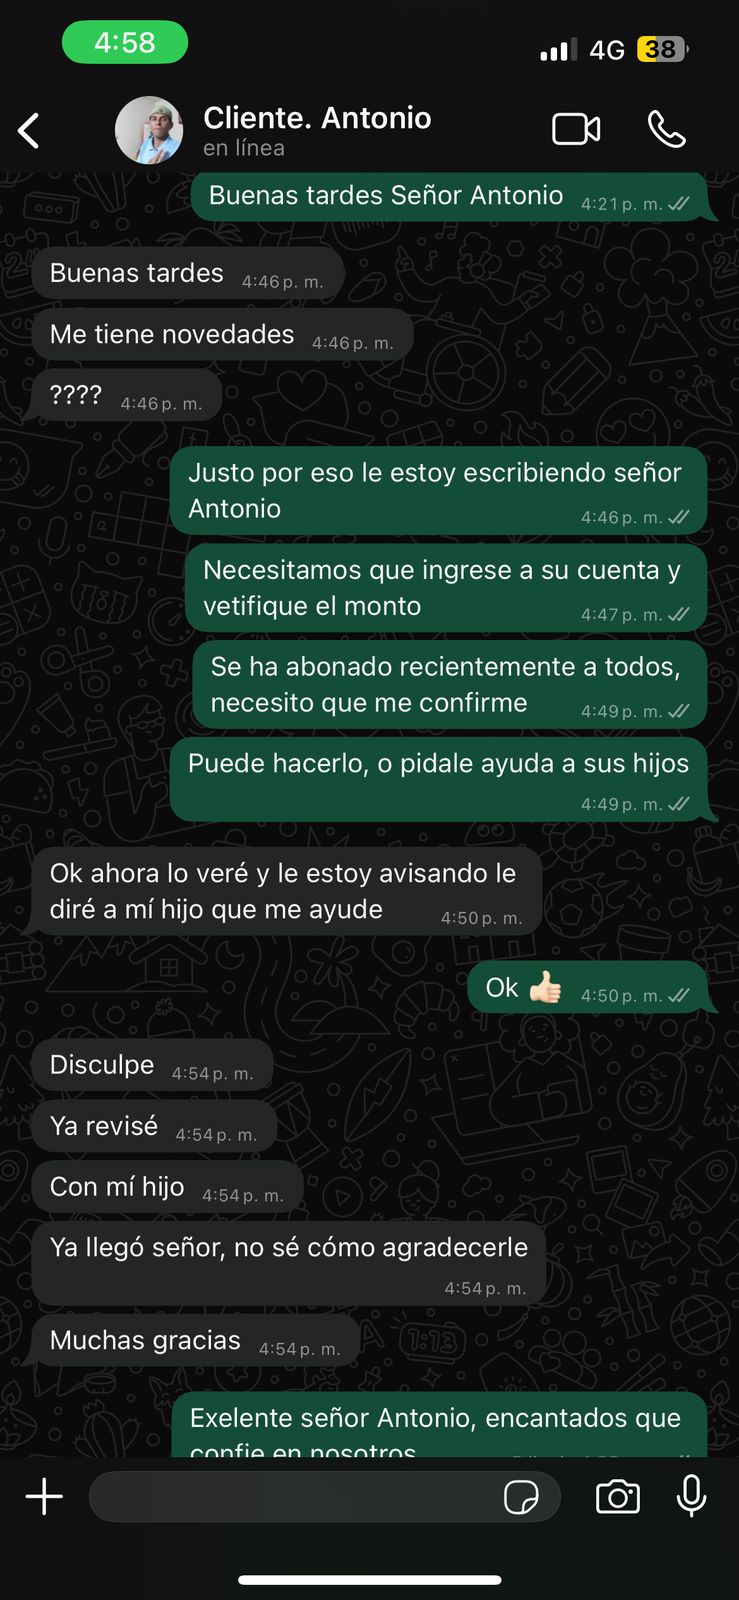 4:58
4G
38
Cliente. Antonio
en línea
Buenas tardes Señor Antonio 4:21 p. m.
Buenas tardes 4:46 p. m.
Me tiene novedades 4:46 p. m.
???? 4:46 p. m.
Justo por eso le estoy escribiendo señor
Antonio 4:46 p. m.
Necesitamos que ingrese a su cuenta y
vetifique el monto 4:47 p. m.
Se ha abonado recientemente a todos,
necesito que me confirme 4:49 p. m.
Puede hacerlo, o pidale ayuda a sus hijos
4:49 p. m.
Ok ahora lo veré y le estoy avisando le
diré a mí hijo que me ayude 4:50 p. m.
Ok 👍🏻 4:50 p. m.
Disculpe 4:54 p. m.
Ya revisé 4:54 p. m.
Con mí hijo 4:54 p. m.
Ya llegó señor, no sé cómo agradecerle
4:54 p. m.
Muchas gracias 4:54 p. m.
Exelente señor Antonio, encantados que
confie en nosotros